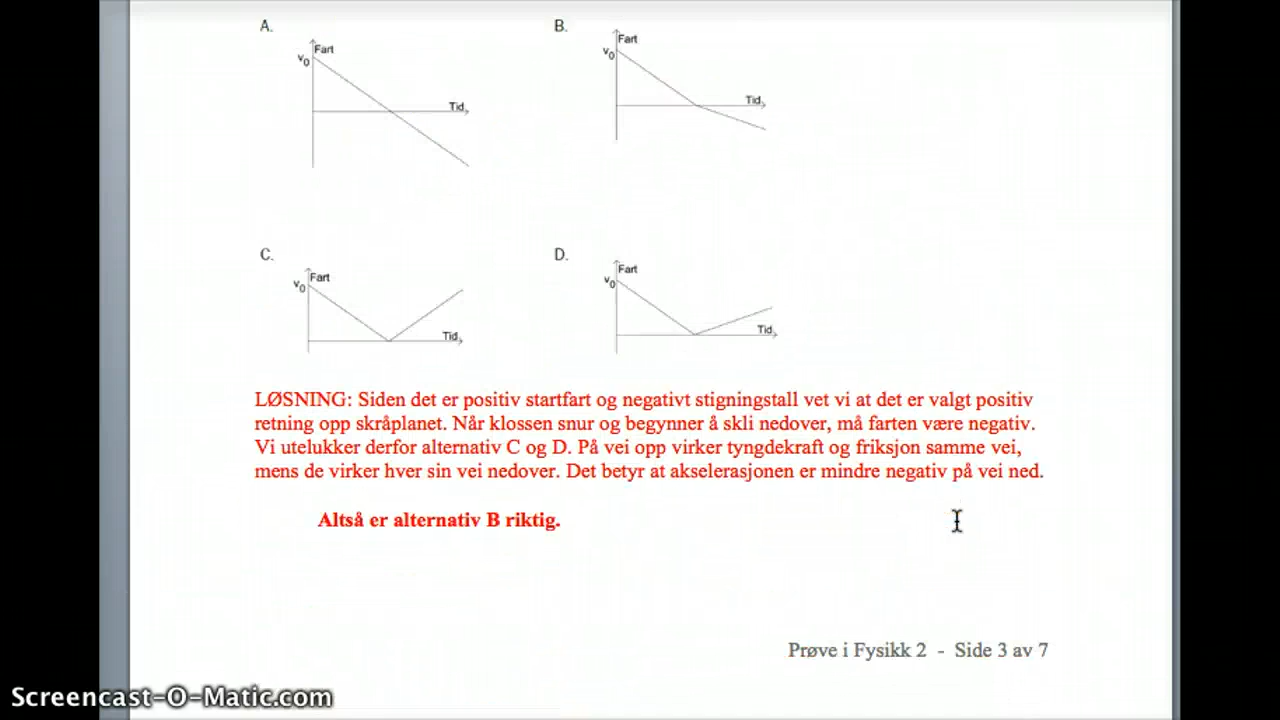 A.
B.
Fart
v0
Tid
Fart
v0
Tid
C.
D.
Fart
v0
Tid
Fart
v0
Tid
LØSNING: Siden det er positiv startfart og negativt stigningstall vet vi at det er valgt positiv
retning opp skråplanet. Når klossen snur og begynner å skli nedover, må farten være negativ.
Vi utelukker derfor alternativ C og D. På vei opp virker tyngdekraft og friksjon samme vei,
mens de virker hver sin vei nedover. Det betyr at akselerasjonen er mindre negativ på vei ned.
Altså er alternativ B riktig.
Prøve i Fysikk 2 - Side 3 av 7
Screencast-O-Matic.com